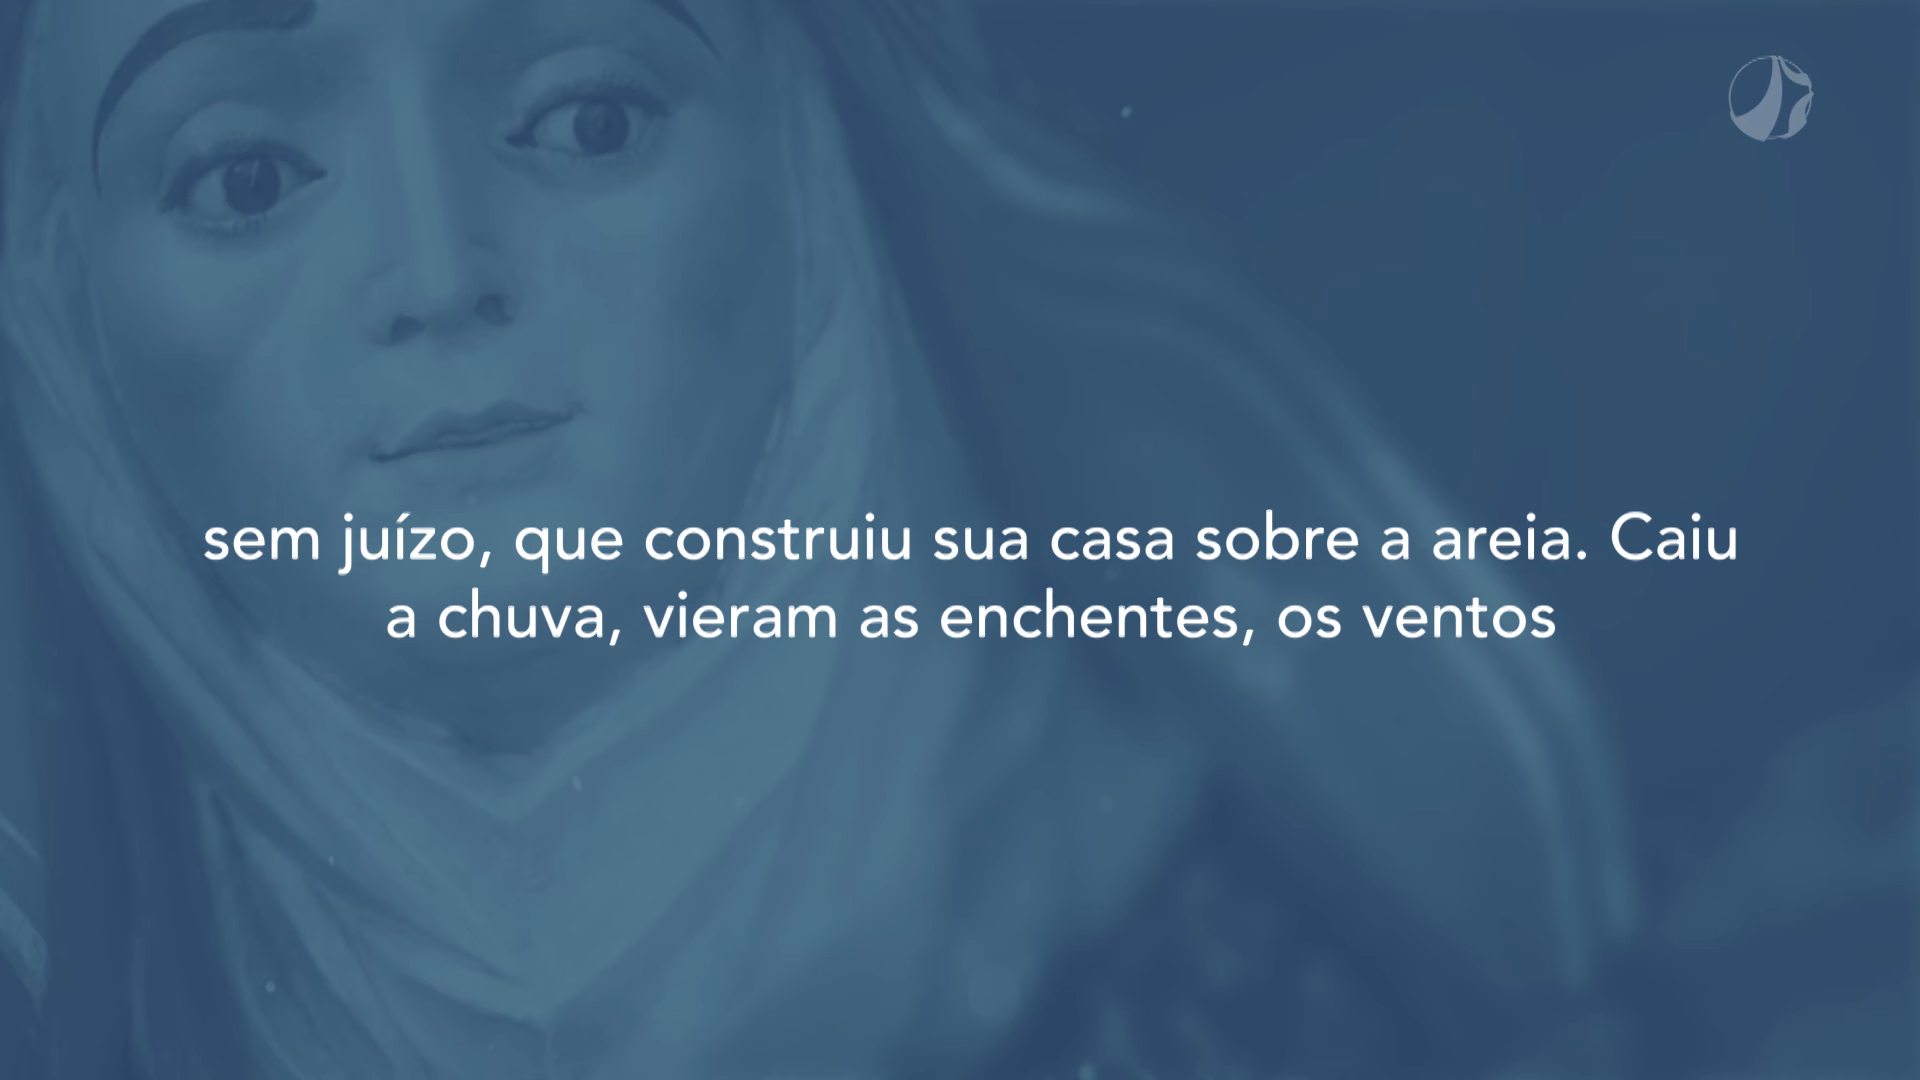 sem juízo, que construiu sua casa sobre a areia. Caiu
a chuva, vieram as enchentes, os ventos